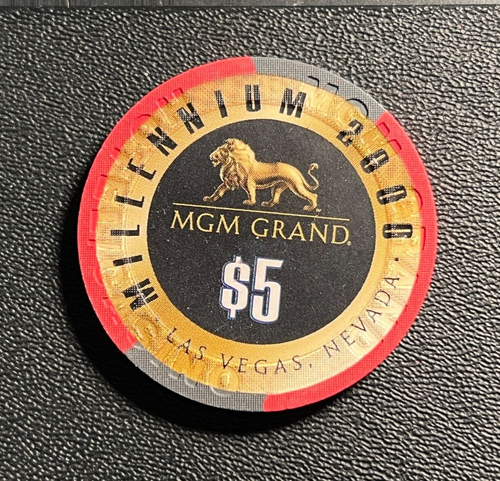 MILLENNIUM 2000
MGM GRAND®
$5
LAS VEGAS, NEVADA